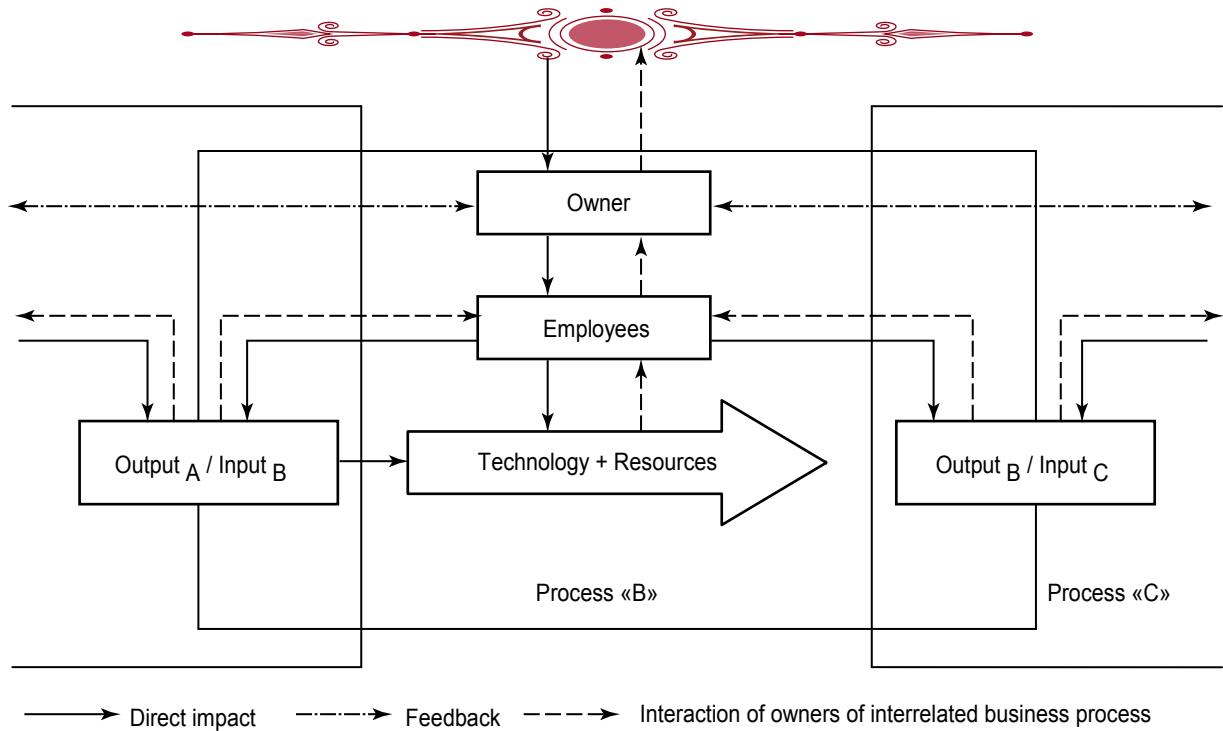 Owner
Employees
Output A / Input B
Technology + Resources
Output B / Input C
Process «B»
Process «C»
Direct impact
Feedback
Interaction of owners of interrelated business process